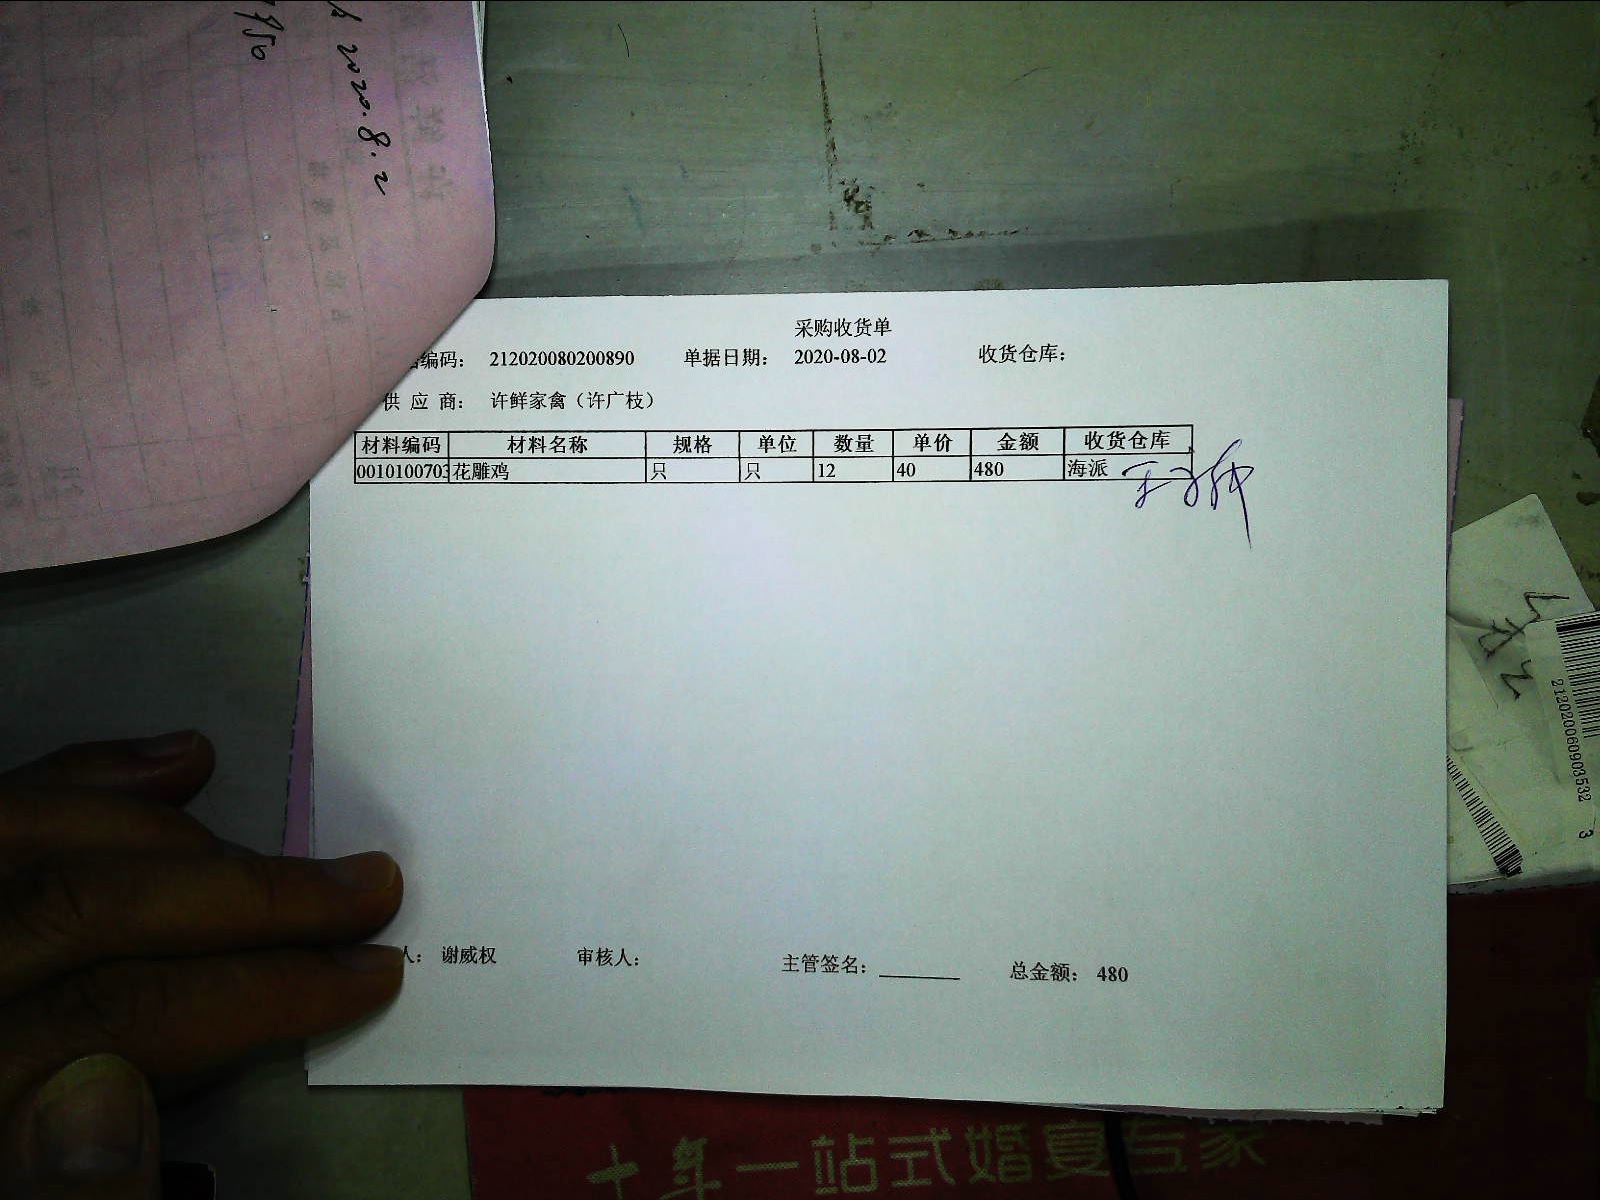 2020.8.2
采购收货单
编码： 212020080200890 单据日期： 2020-08-02 收货仓库：
供 应 商： 许鲜家禽（许广枝）
材料编码 材料名称 规格 单位 数量 单价 金额 收货仓库
0010100703 花雕鸡 只 只 12 40 480 海派
人： 谢威权 审核人： 主管签名： 总金额： 480
212020060903532 3
十年一站式婚宴专家